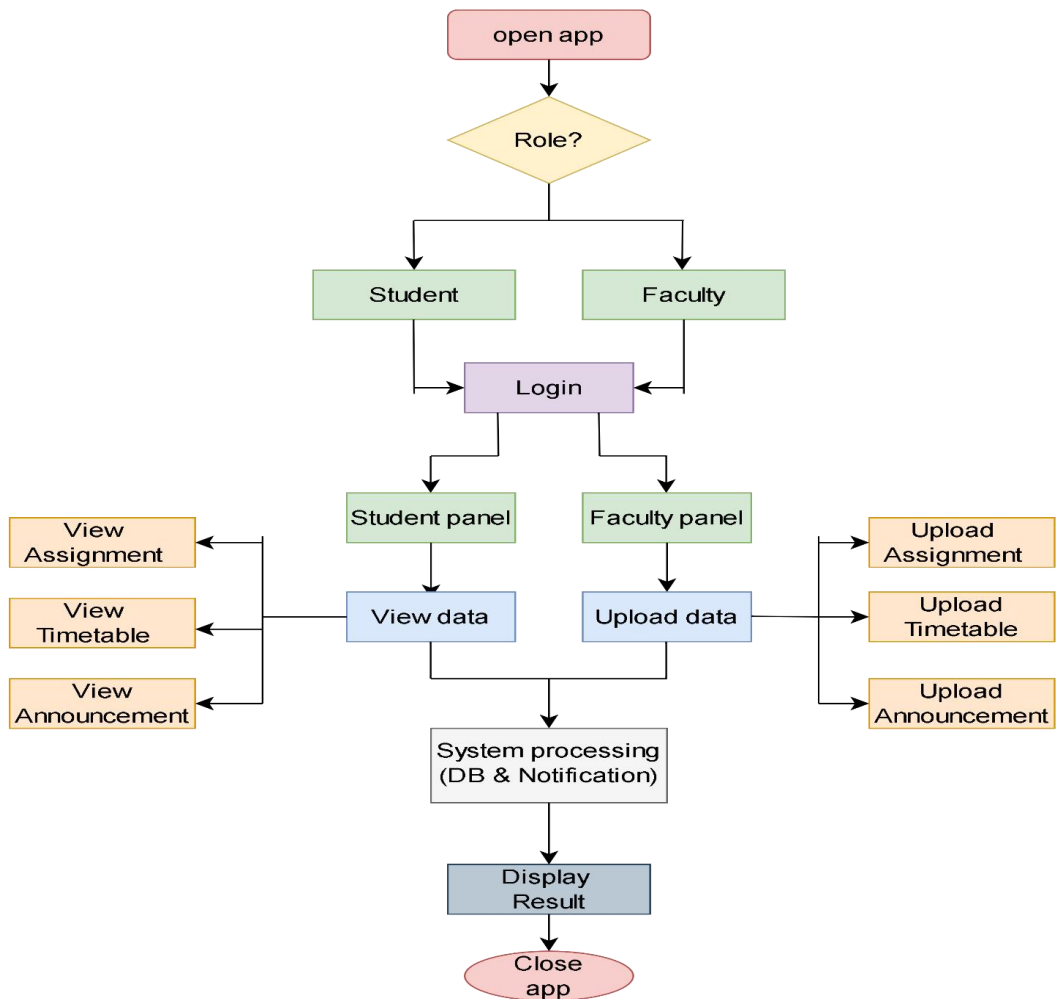 open app
Role?
Student
Faculty
Login
Student panel
Faculty panel
View
Assignment
Upload
Assignment
View data
Upload data
View
Timetable
Upload
Timetable
View
Announcement
Upload
Announcement
System processing
(DB & Notification)
Display
Result
Close
app